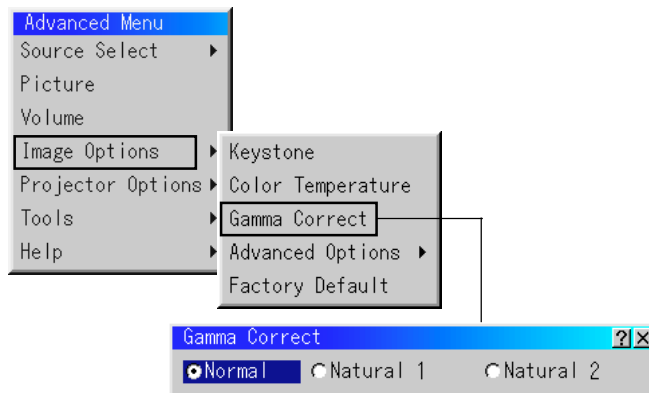 Advanced Menu
Source Select
Picture
Volume
Image Options
Projector Options
Tools
Help
Keystone
Color Temperature
Gamma Correct
Advanced Options
Factory Default
Gamma Correct ? ×
Normal Natural 1 Natural 2